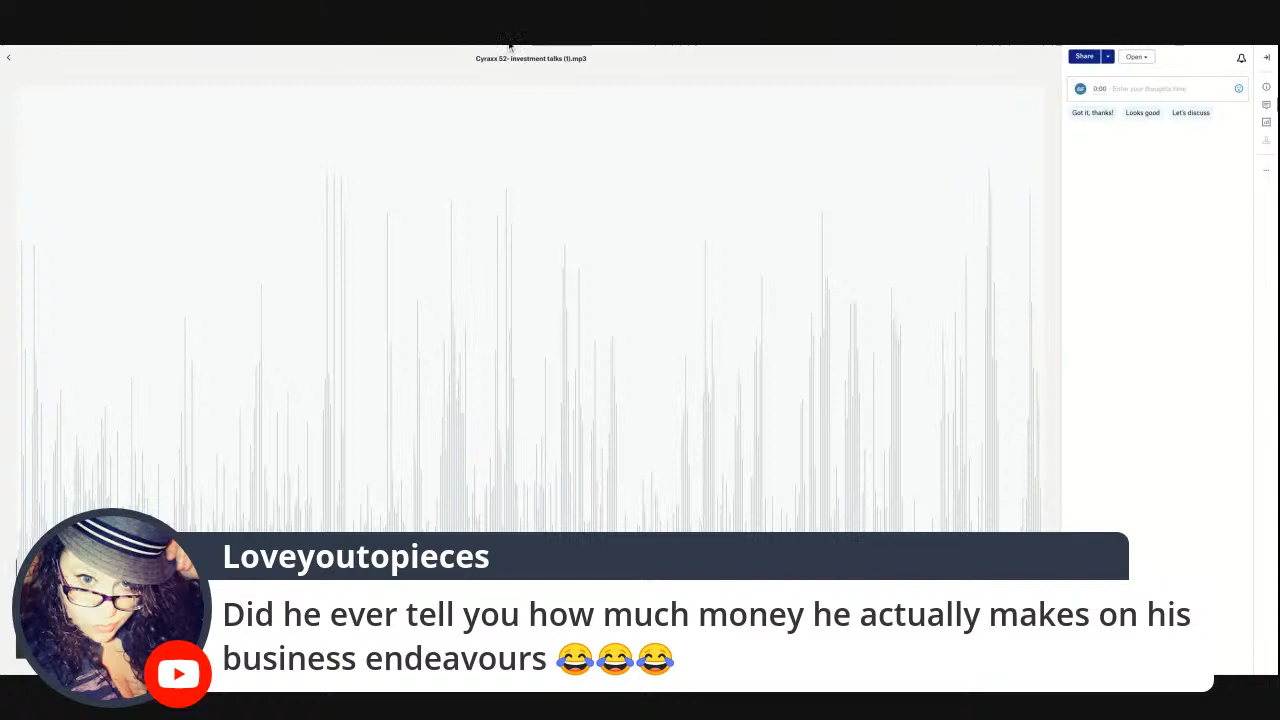 Cyraxx 52- investment talks (1).mp3
Share
Open
GF
0:00
Enter your thoughts here
Got it, thanks!
Looks good
Let's discuss
Loveyoutopieces
Did he ever tell you how much money he actually makes on his
business endeavours 😂😂😂